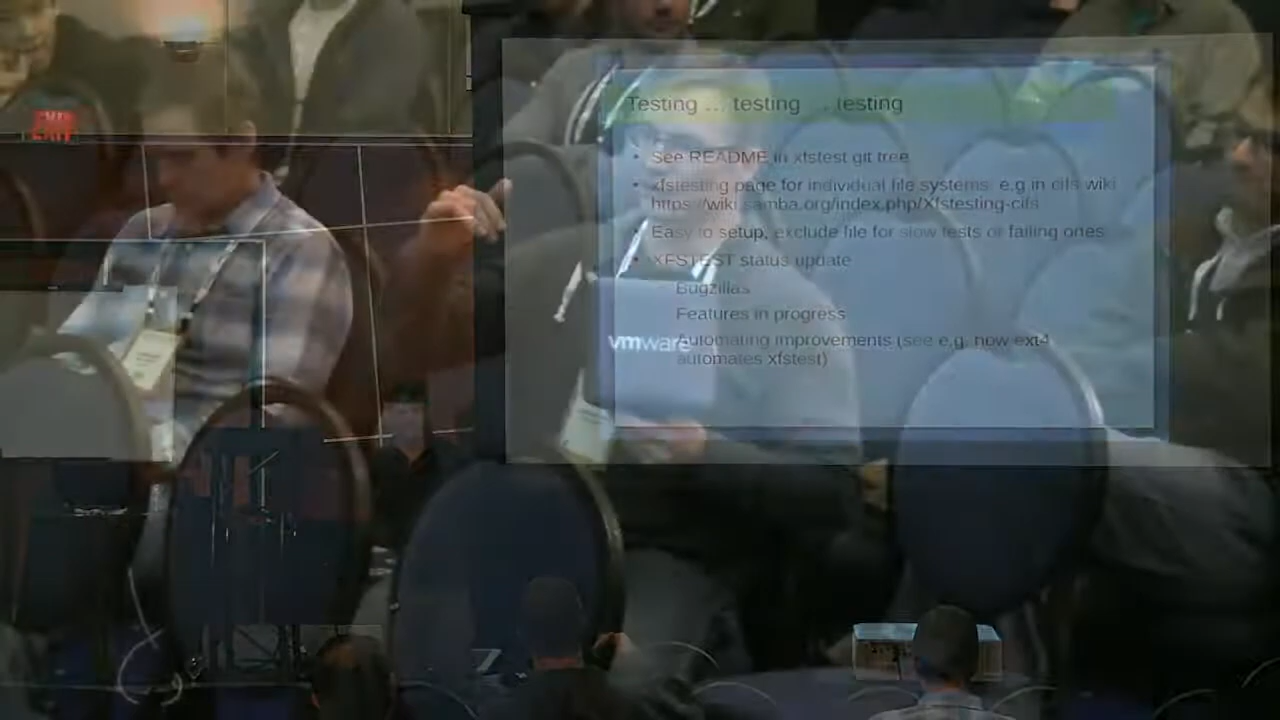 EXIT
Testing ... testing ... testing
• See README in xfstest git tree
• xfstesting page for individual file systems, e.g in cifs wiki
https://wiki.samba.org/index.php/Xfstesting-cifs
• Easy to setup, exclude file for slow tests or failing ones
• XFSTEST status update
Bugzillas
Features in progress
Automating improvements (see e.g. how ext4
automates xfstest)
vmware